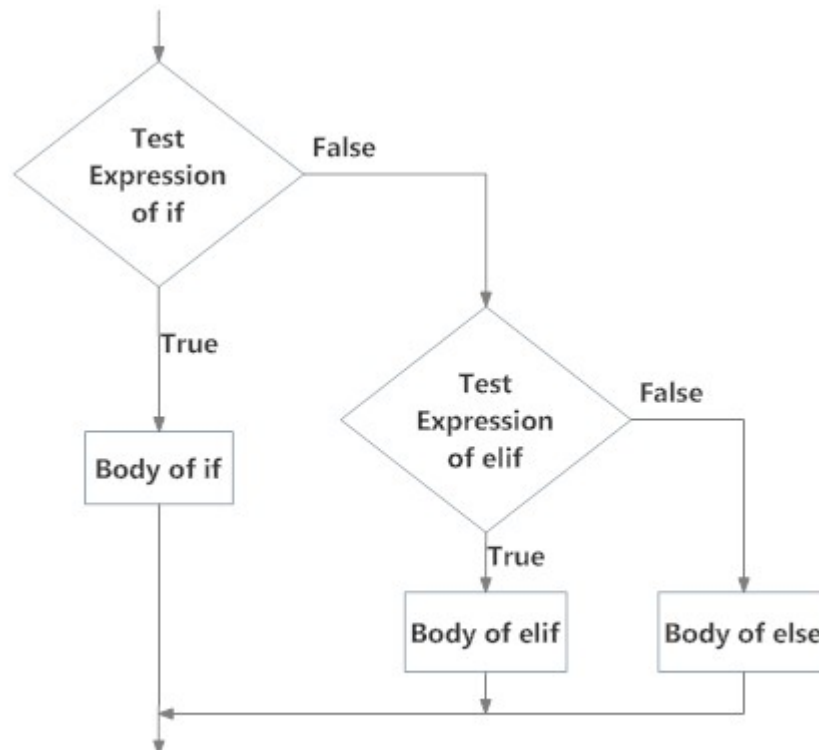 Test
Expression
of if
False
True
Body of if
Test
Expression
of elif
False
True
Body of elif
Body of else